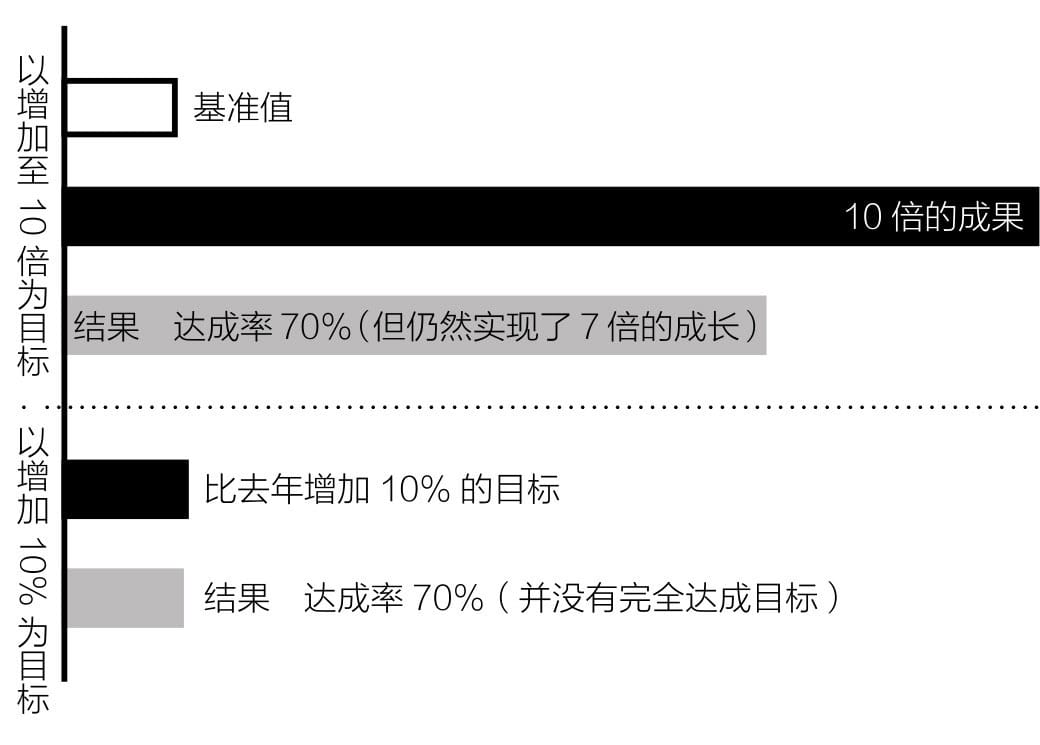 以增加至 10 倍为目标
基准值
10 倍的成果
结果　达成率 70%（但仍然实现了 7 倍的成长）
以增加 10% 为目标
比去年增加 10% 的目标
结果　达成率 70%（并没有完全达成目标）